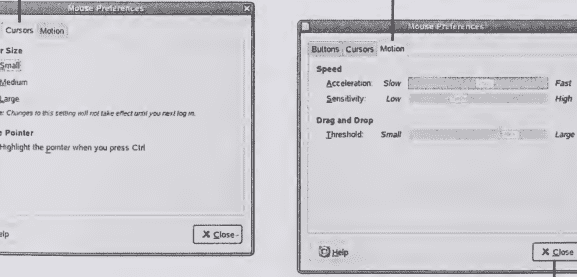 Mouse Preferences
Cursors Motion
r Size
Small
Medium
Large
e: Changes to this setting will not take effect until you next log in.
e Pointer
Highlight the pointer when you press Ctrl
elp
Close
Mouse Preferences
Buttons Cursors Motion
Speed
Acceleration: Slow Fast
Sensitivity: Low High
Drag and Drop
Threshold: Small Large
Help
Close